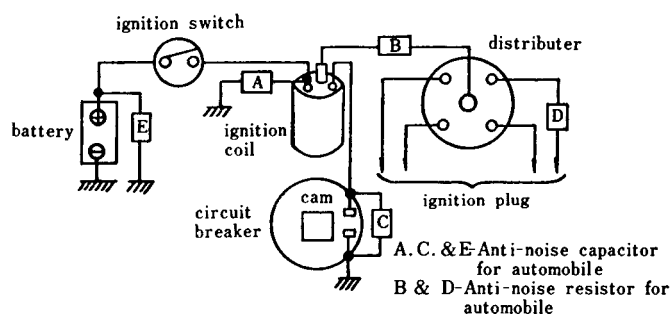 ignition switch
B
distributer
A
battery
E
ignition
coil
D
ignition plug
circuit
breaker
cam
C
A. C. & E-Anti-noise capacitor
for automobile
B & D-Anti-noise resistor for
automobile